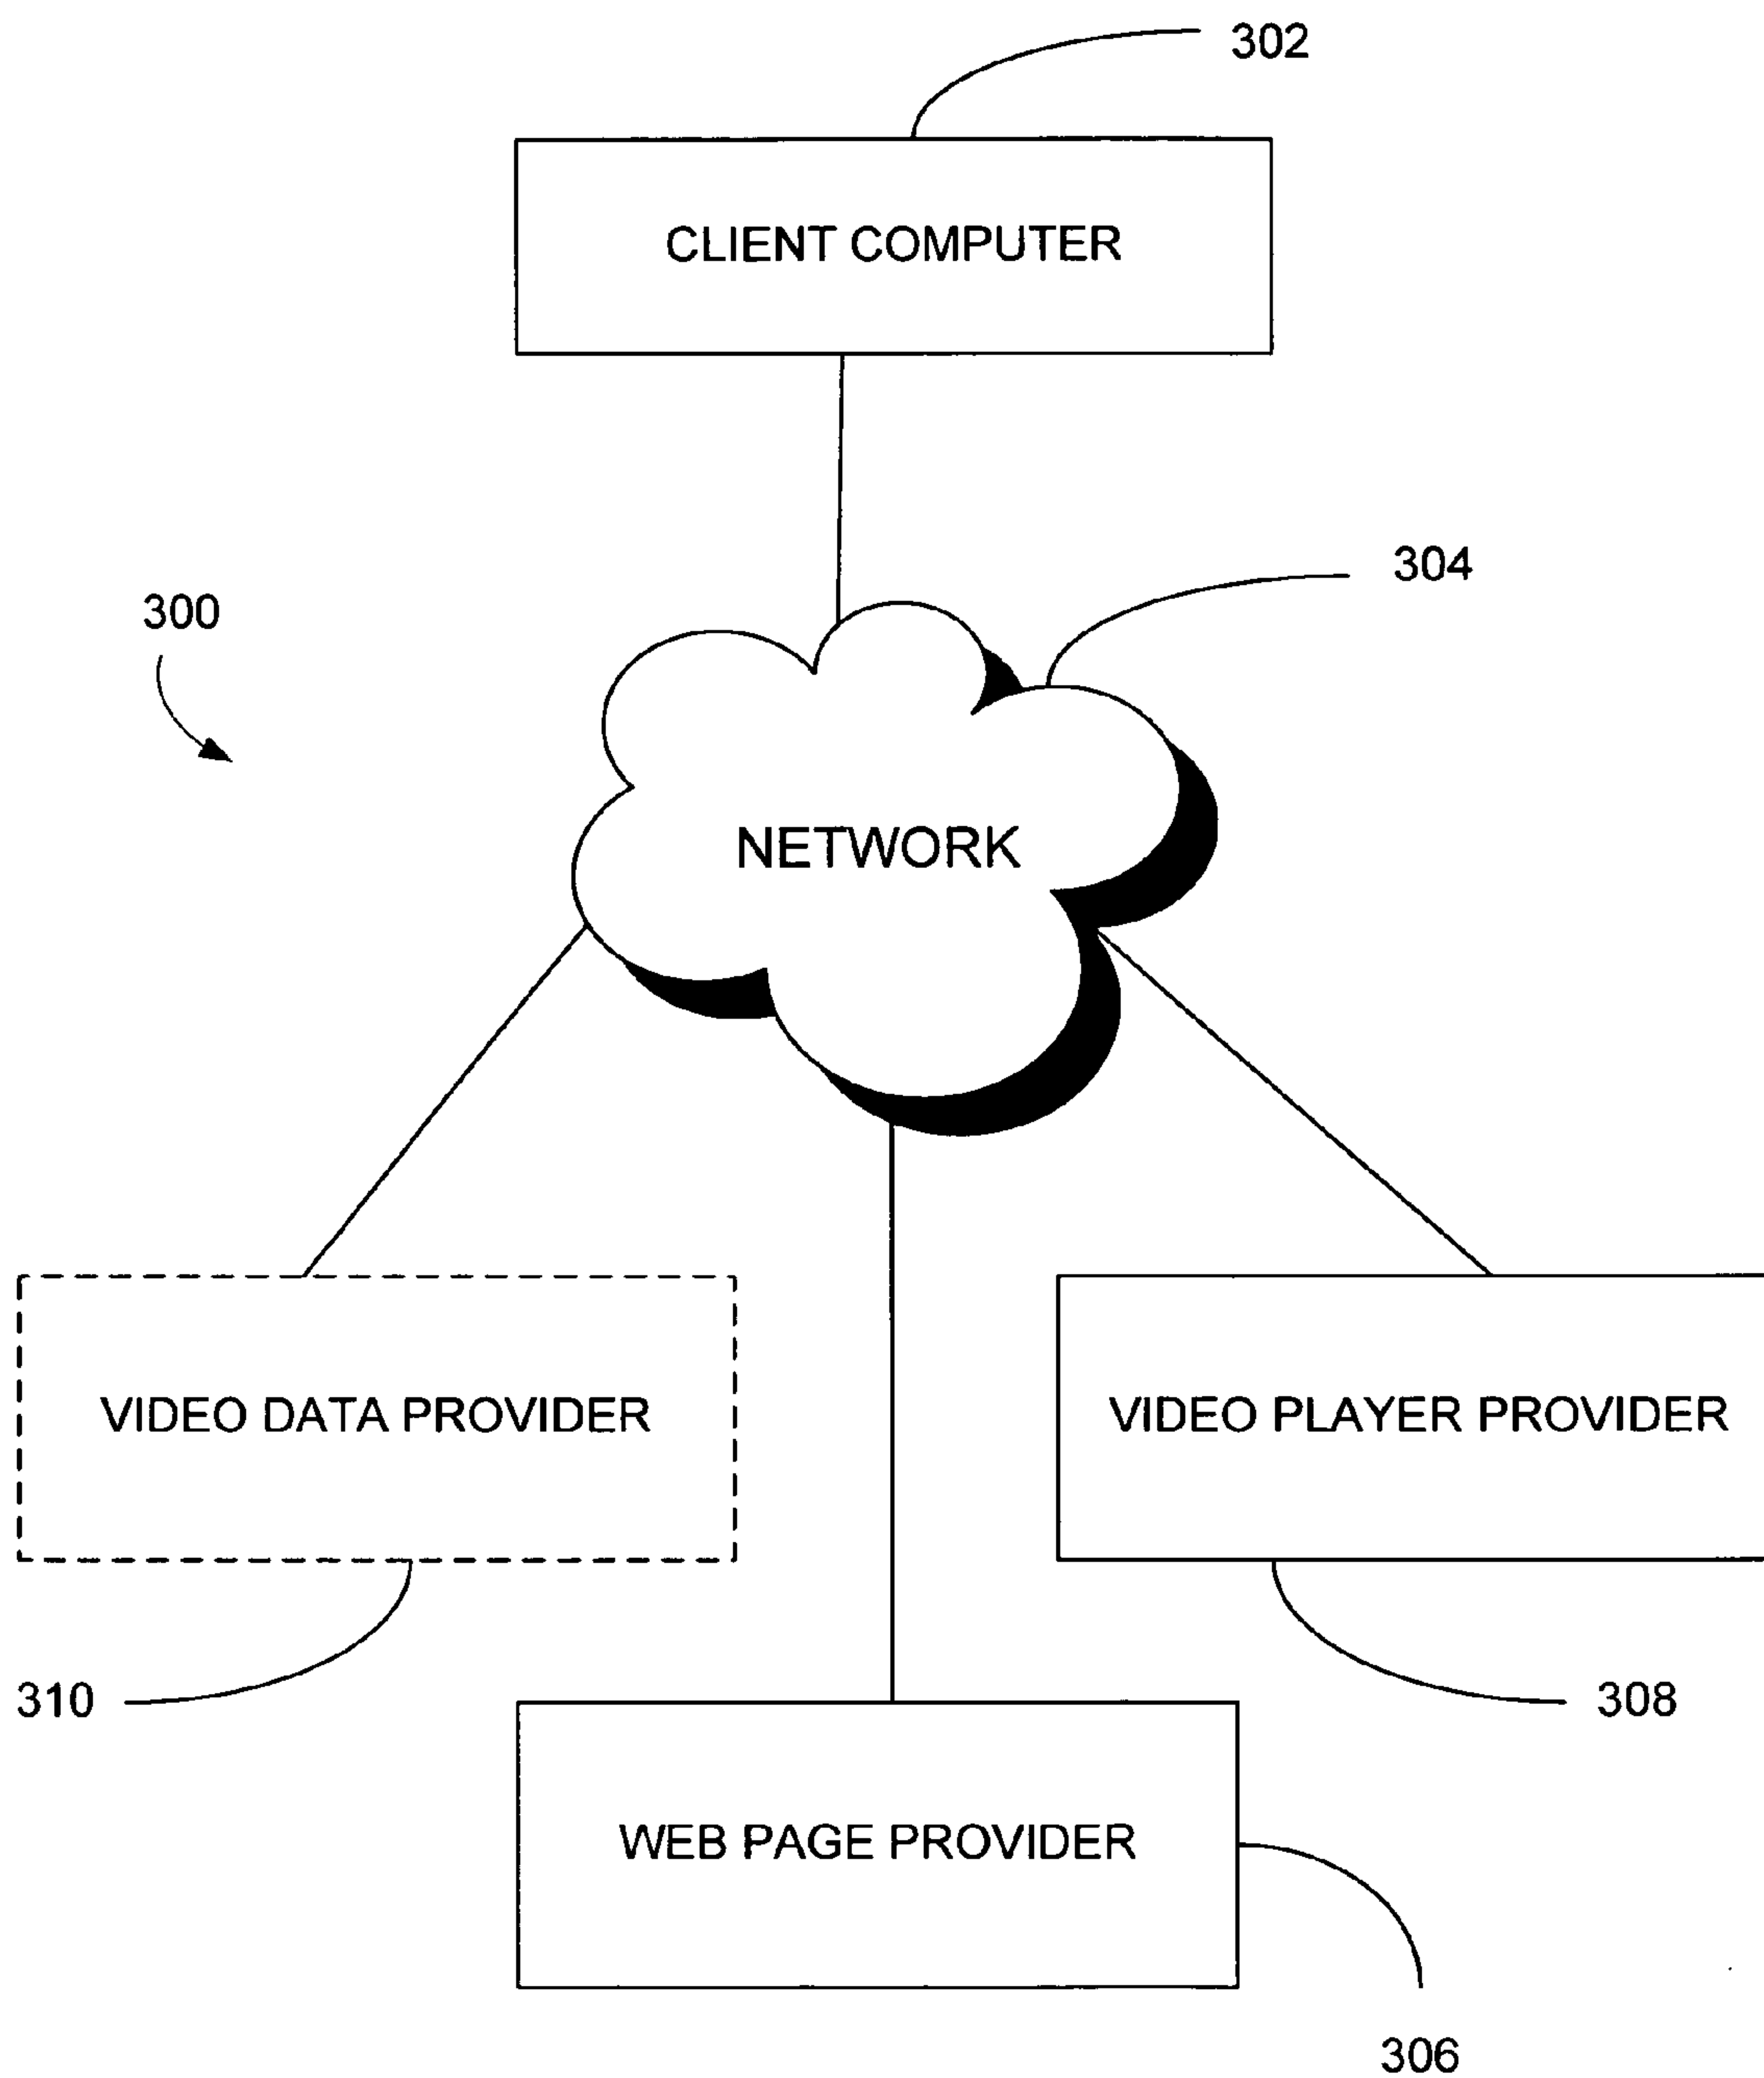 302
CLIENT COMPUTER
304
300
NETWORK
VIDEO DATA PROVIDER
VIDEO PLAYER PROVIDER
310
308
WEB PAGE PROVIDER
306